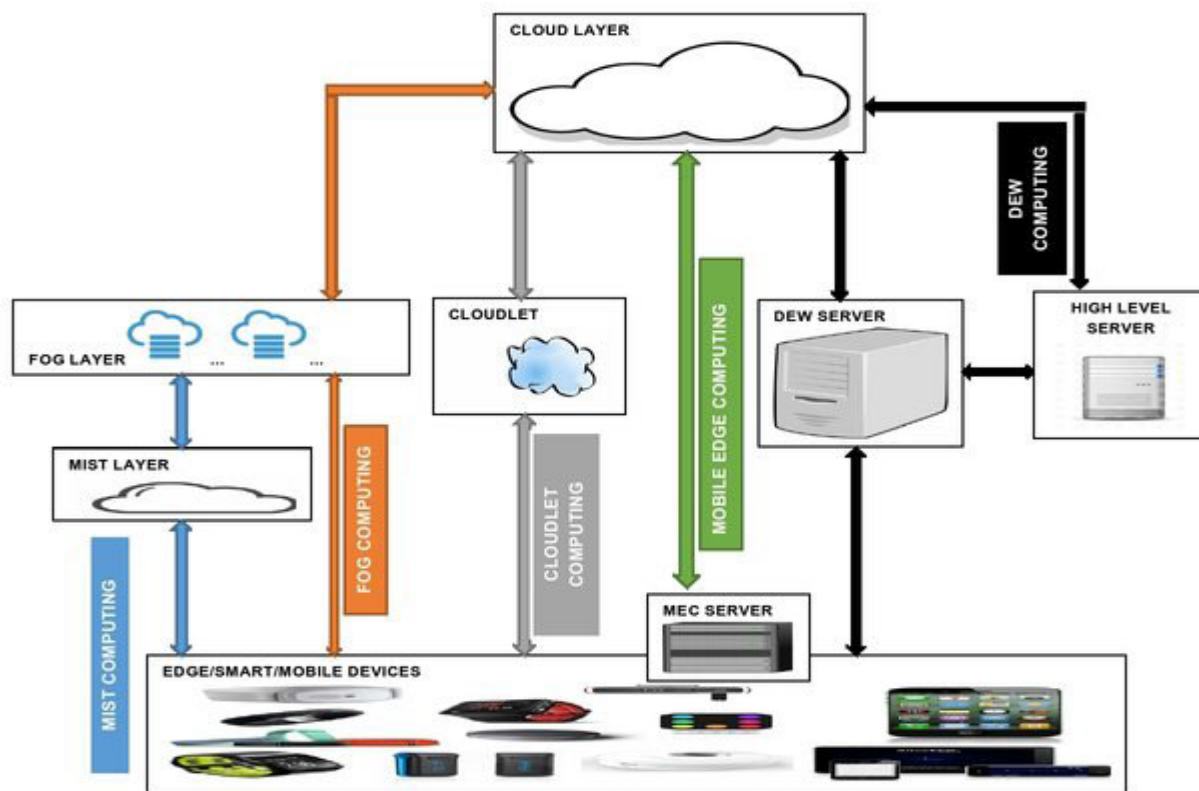 CLOUD LAYER
DEW
COMPUTING
FOG LAYER
... ...
CLOUDLET
DEW SERVER
HIGH LEVEL
SERVER
MOBILE EDGE COMPUTING
MIST LAYER
FOG COMPUTING
CLOUDLET
COMPUTING
MIST COMPUTING
MEC SERVER
EDGE/SMART/MOBILE DEVICES